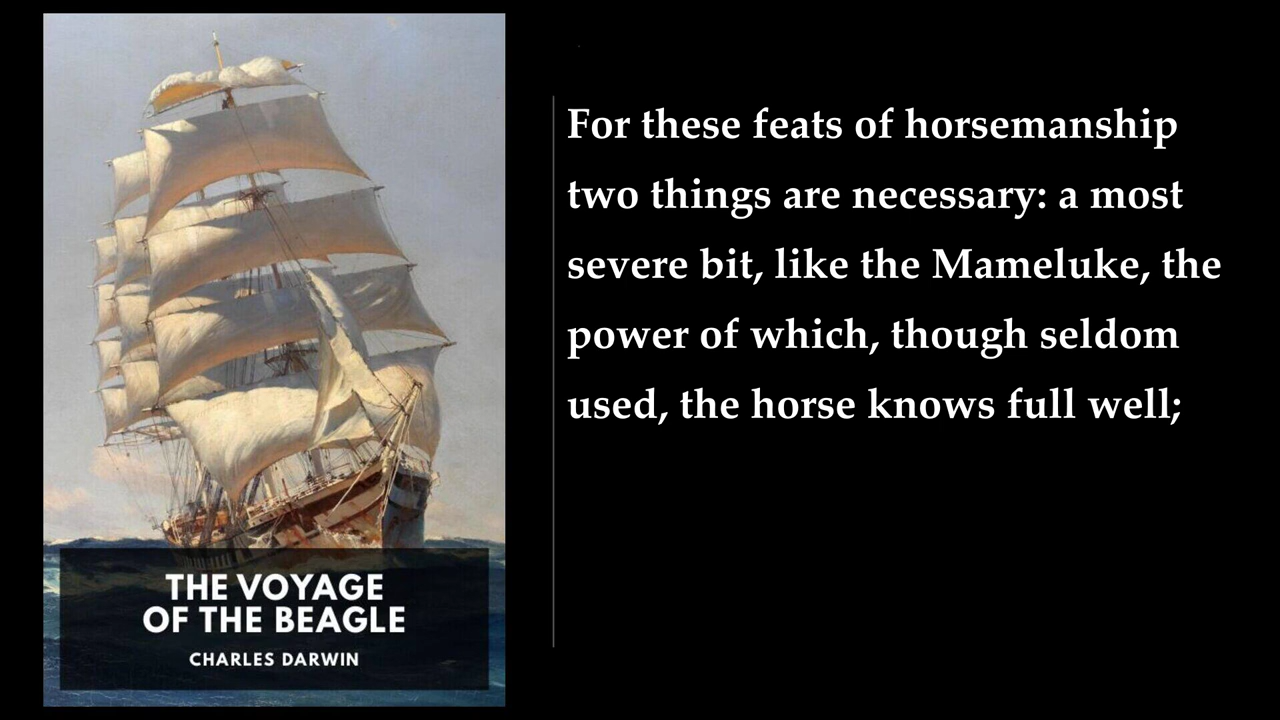 THE VOYAGE
OF THE BEAGLE
CHARLES DARWIN
For these feats of horsemanship
two things are necessary: a most
severe bit, like the Mameluke, the
power of which, though seldom
used, the horse knows full well;